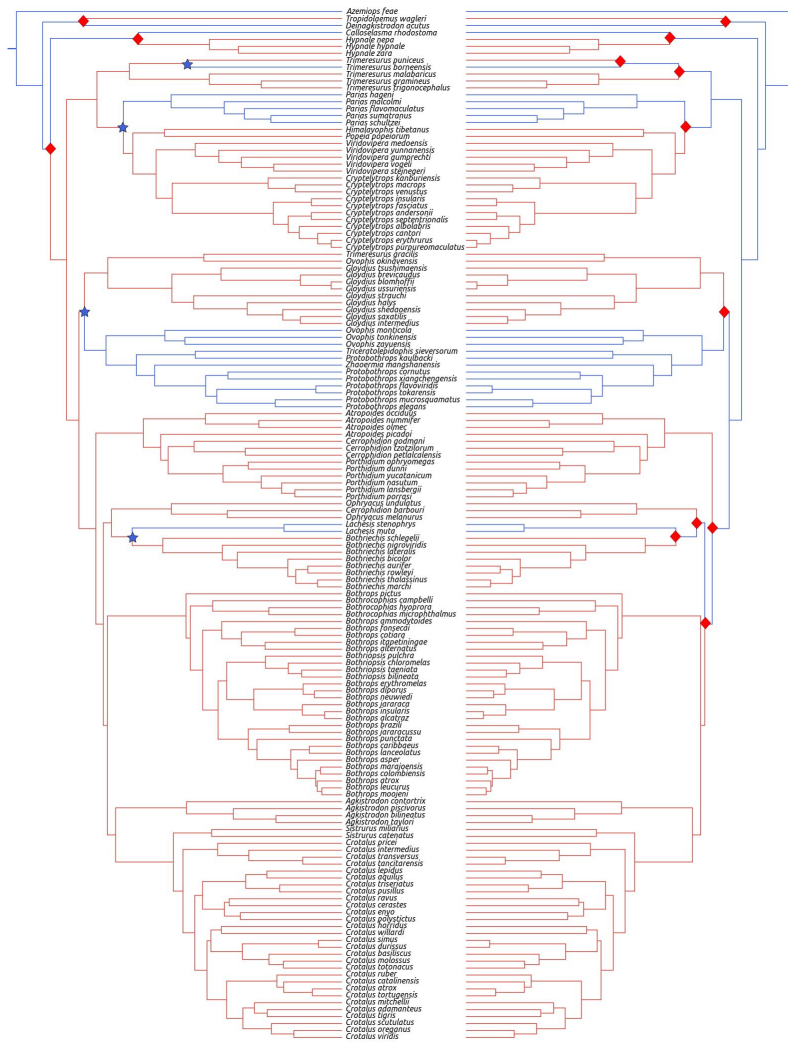 Azemiops feae
Tropidolaemus wagleri
Deinagkistrodon acutus
Calloselasma rhodostoma
Hypnale nepa
Hypnale hypnale
Hypnale zara
Trimeresurus puniceus
Trimeresurus borneensis
Trimeresurus malabaricus
Trimeresurus gramineus
Trimeresurus trigonocephalus
Parias hageni
Parias malcolmi
Parias flavomaculatus
Parias sumatranus
Parias schultzei
Himalayophis tibetanus
Popeia popeiorum
Viridovipera medoensis
Viridovipera yunnanensis
Viridovipera gumprechti
Viridovipera vogeli
Viridovipera stejnegeri
Cryptelytrops kanburiensis
Cryptelytrops macrops
Cryptelytrops venustus
Cryptelytrops insularis
Cryptelytrops fasciatus
Cryptelytrops andersonii
Cryptelytrops septentrionalis
Cryptelytrops albolabris
Cryptelytrops cantori
Cryptelytrops erythrurus
Cryptelytrops purpureomaculatus
Trimeresurus gracilis
Ovophis okinavensis
Gloydius tsushimaensis
Gloydius brevicaudus
Gloydius blomhoffii
Gloydius ussuriensis
Gloydius strauchi
Gloydius halys
Gloydius shedaoensis
Gloydius saxatilis
Gloydius intermedius
Ovophis monticola
Ovophis tonkinensis
Ovophis zayuensis
Triceratolepidophis sieversorum
Protobothrops kaulbacki
Zhaoermia mangshanensis
Protobothrops cornutus
Protobothrops xiangchengensis
Protobothrops flavoviridis
Protobothrops tokarensis
Protobothrops mucrosquamatus
Protobothrops elegans
Atropoides occiduus
Atropoides nummifer
Atropoides olmec
Atropoides picadoi
Cerrophidion godmani
Cerrophidion tzotzilorum
Cerrophidion petlalcalensis
Porthidium ophryomegas
Porthidium dunni
Porthidium yucatanicum
Porthidium nasutum
Porthidium lansbergii
Porthidium porrasi
Ophryacus undulatus
Cerrophidion barbouri
Ophryacus melanurus
Lachesis stenophrys
Lachesis muta
Bothriechis schlegelii
Bothriechis nigroviridis
Bothriechis lateralis
Bothriechis bicolor
Bothriechis aurifer
Bothriechis rowleyi
Bothriechis thalassinus
Bothriechis marchi
Bothrops pictus
Bothrocophias campbelli
Bothrocophias hyoprora
Bothrocophias microphthalmus
Bothrops ammodytoides
Bothrops fonsecai
Bothrops cotiara
Bothrops itapetiningae
Bothrops alternatus
Bothriopsis pulchra
Bothriopsis chloromelas
Bothriopsis taeniata
Bothriopsis bilineata
Bothrops erythromelas
Bothrops diporus
Bothrops neuwiedi
Bothrops jararaca
Bothrops insularis
Bothrops alcatraz
Bothrops brazili
Bothrops jararacussu
Bothrops punctata
Bothrops caribbaeus
Bothrops lanceolatus
Bothrops asper
Bothrops marajoensis
Bothrops colombiensis
Bothrops atrox
Bothrops leucurus
Bothrops moojeni
Agkistrodon contortrix
Agkistrodon piscivorus
Agkistrodon bilineatus
Agkistrodon taylori
Sistrurus miliarius
Sistrurus catenatus
Crotalus pricei
Crotalus intermedius
Crotalus transversus
Crotalus tancitarensis
Crotalus lepidus
Crotalus aquilus
Crotalus triseriatus
Crotalus pusillus
Crotalus ravus
Crotalus cerastes
Crotalus enyo
Crotalus polystictus
Crotalus horridus
Crotalus willardi
Crotalus simus
Crotalus durissus
Crotalus basiliscus
Crotalus molossus
Crotalus totonacus
Crotalus ruber
Crotalus catalinensis
Crotalus atrox
Crotalus tortugensis
Crotalus mitchellii
Crotalus adamanteus
Crotalus tigris
Crotalus scutulatus
Crotalus oreganus
Crotalus viridis